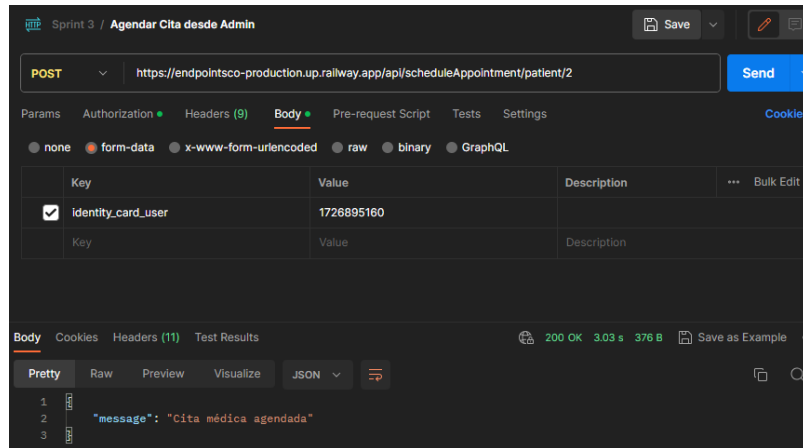 HTTP Sprint 3 / Agendar Cita desde Admin Save
POST https://endpointsco-production.up.railway.app/api/scheduleAppointment/patient/2 Send
Params Authorization Headers (9) Body Pre-request Script Tests Settings Cookie
none form-data x-www-form-urlencoded raw binary GraphQL
Key Value Description ••• Bulk Edit
identity_card_user 1726895160
Key Value Description
Body Cookies Headers (11) Test Results 200 OK 3.03 s 376 B Save as Example
Pretty Raw Preview Visualize JSON
1 {
2 "message": "Cita médica agendada"
3 }